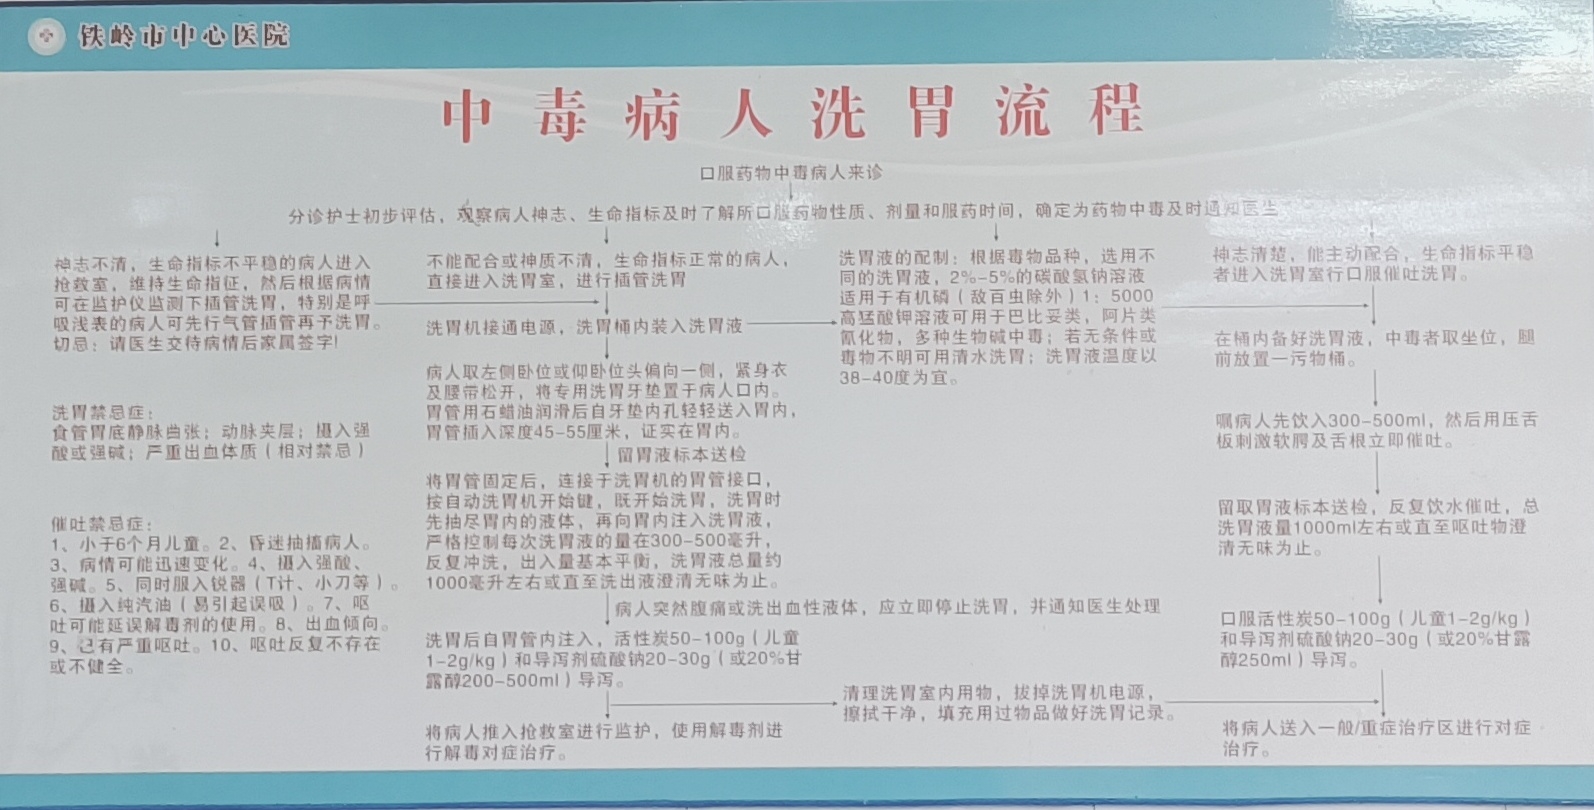 铁岭市中心医院
中毒病人洗胃流程
口服药物中毒病人来诊
分诊护士初步评估，观察病人神志、生命指标及时了解所口服药物性质、剂量和服药时间，确定为药物中毒及时通知医生
神志不清，生命指标不平稳的病人进入
抢救室，维持生命指征，然后根据病情
可在监护仪监测下插管洗胃，特别是呼
吸浅表的病人可先行气管插管再予洗胃。
切忌：请医生交待病情后家属签字!
洗胃禁忌症：
食管胃底静脉曲张；动脉夹层；摄入强
酸或强碱；严重出血体质（相对禁忌）
催吐禁忌症：
1、小于6个月儿童。2、昏迷抽搐病人。
3、病情可能迅速变化。4、摄入强酸、
强碱。5、同时服入锐器（T计、小刀等）。
6、摄入纯汽油（易引起误吸）。7、呕
吐可能延误解毒剂的使用。8、出血倾向。
9、已有严重呕吐。10、呕吐反复不存在
或不健全。
不能配合或神质不清，生命指标正常的病人，
直接进入洗胃室，进行插管洗胃
洗胃机接通电源，洗胃桶内装入洗胃液
病人取左侧卧位或仰卧位头偏向一侧，紧身衣
及腰带松开，将专用洗胃牙垫置于病人口内。
胃管用石蜡油润滑后自牙垫内孔轻轻送入胃内，
胃管插入深度45-55厘米，证实在胃内。
留胃液标本送检
将胃管固定后，连接于洗胃机的胃管接口，
按自动洗胃机开始键，既开始洗胃，洗胃时
先抽尽胃内的液体，再向胃内注入洗胃液，
严格控制每次洗胃液的量在300-500毫升，
反复冲洗，出入量基本平衡，洗胃液总量约
1000毫升左右或直至洗出液澄清无味为止。
病人突然腹痛或洗出血性液体，应立即停止洗胃，并通知医生处理
洗胃后自胃管内注入，活性炭50-100g（儿童
1-2g/kg）和导泻剂硫酸钠20-30g（或20%甘
露醇200-500ml）导泻。
将病人推入抢救室进行监护，使用解毒剂进
行解毒对症治疗。
洗胃液的配制：根据毒物品种，选用不
同的洗胃液，2%-5%的碳酸氢钠溶液
适用于有机磷（敌百虫除外）1：5000
高猛酸钾溶液可用于巴比妥类，阿片类
氰化物，多种生物碱中毒；若无条件或
毒物不明可用清水洗胃；洗胃液温度以
38-40度为宜。
清理洗胃室内用物，拔掉洗胃机电源，
擦拭干净，填充用过物品做好洗胃记录。
神志清楚，能主动配合，生命指标平稳
者进入洗胃室行口服催吐洗胃。
在桶内备好洗胃液，中毒者取坐位，腿
前放置一污物桶。
嘱病人先饮入300-500ml，然后用压舌
板刺激软腭及舌根立即催吐。
留取胃液标本送检，反复饮水催吐，总
洗胃液量1000ml左右或直至呕吐物澄
清无味为止。
口服活性炭50-100g（儿童1-2g/kg）
和导泻剂硫酸钠20-30g（或20%甘露
醇250ml）导泻。
将病人送入一般/重症治疗区进行对症
治疗。